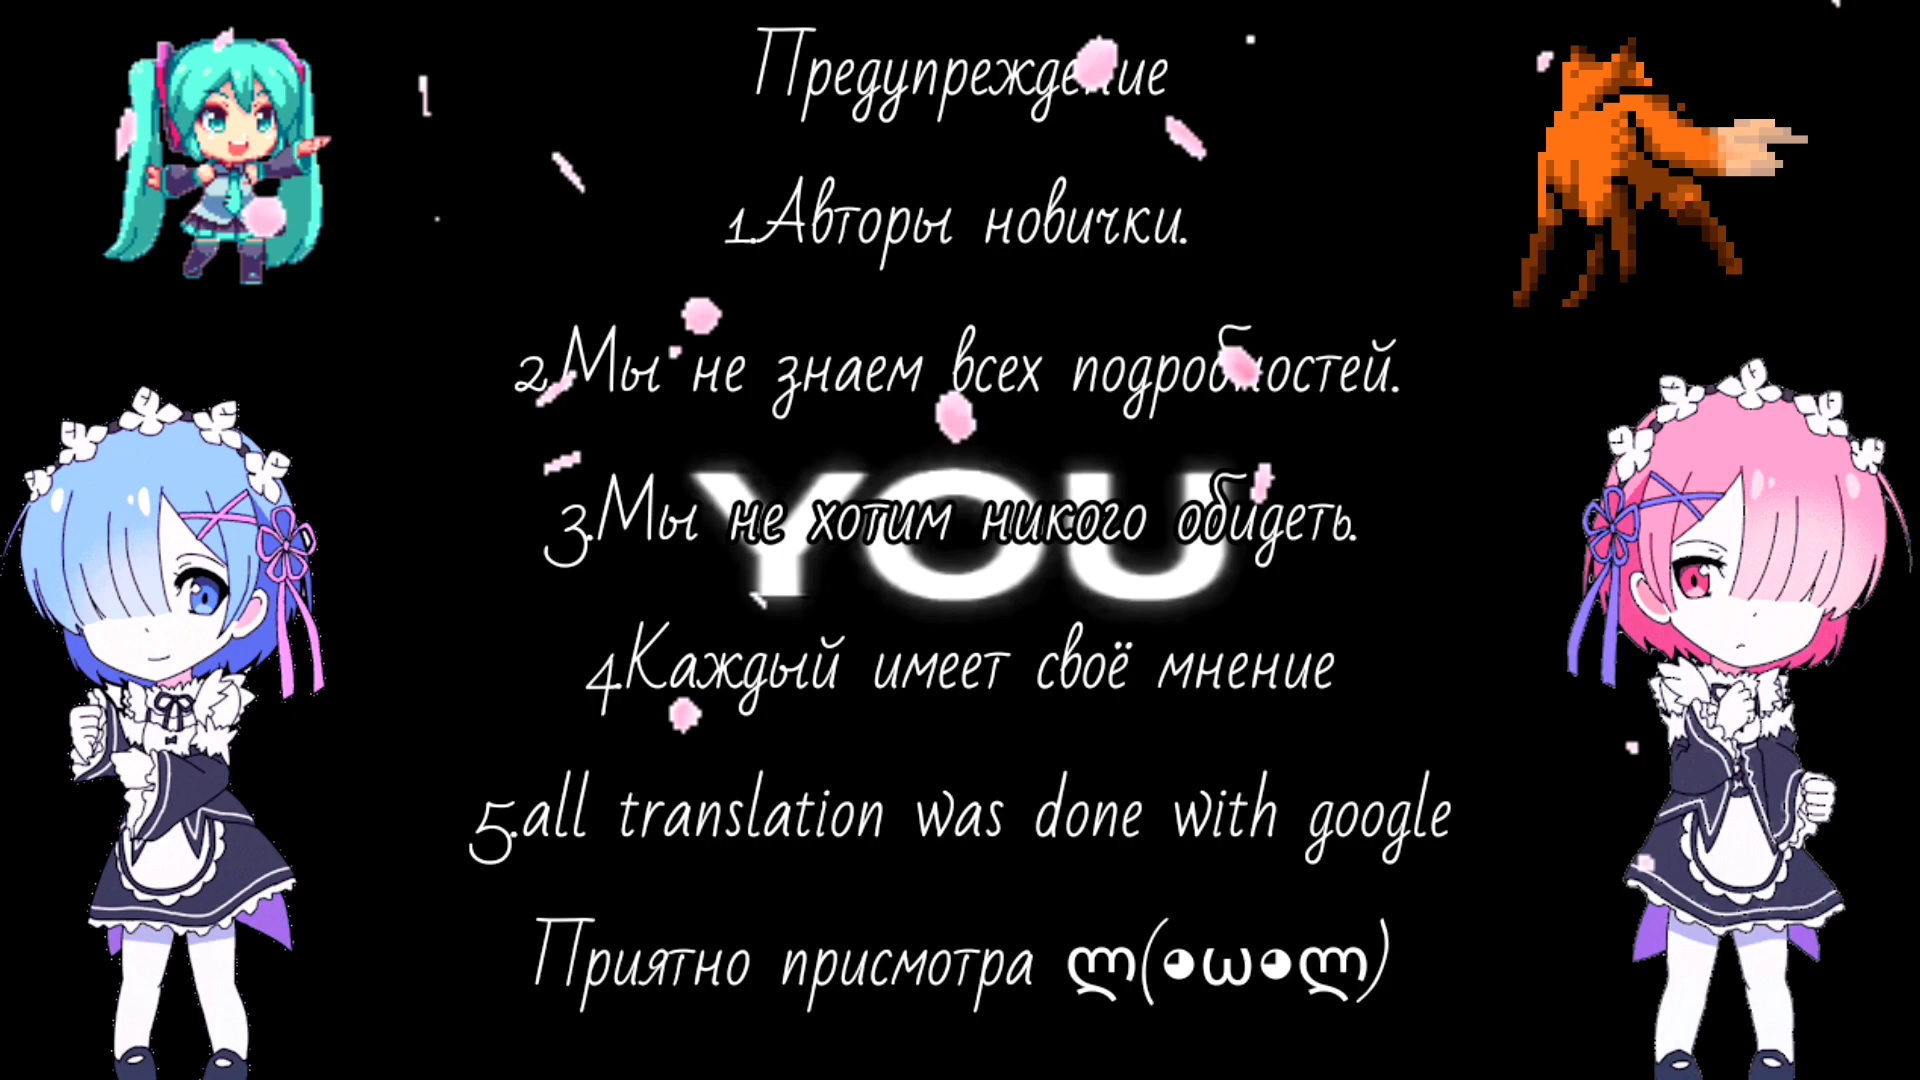 Предупреждение
1.Авторы новички.
2.Мы не знаем всех подробностей.
YOU
3.Мы не хотим никого обидеть.
4.Каждый имеет своё мнение
5.all translation was done with google
Приятно присмотра ლ(◕ω◕ლ)